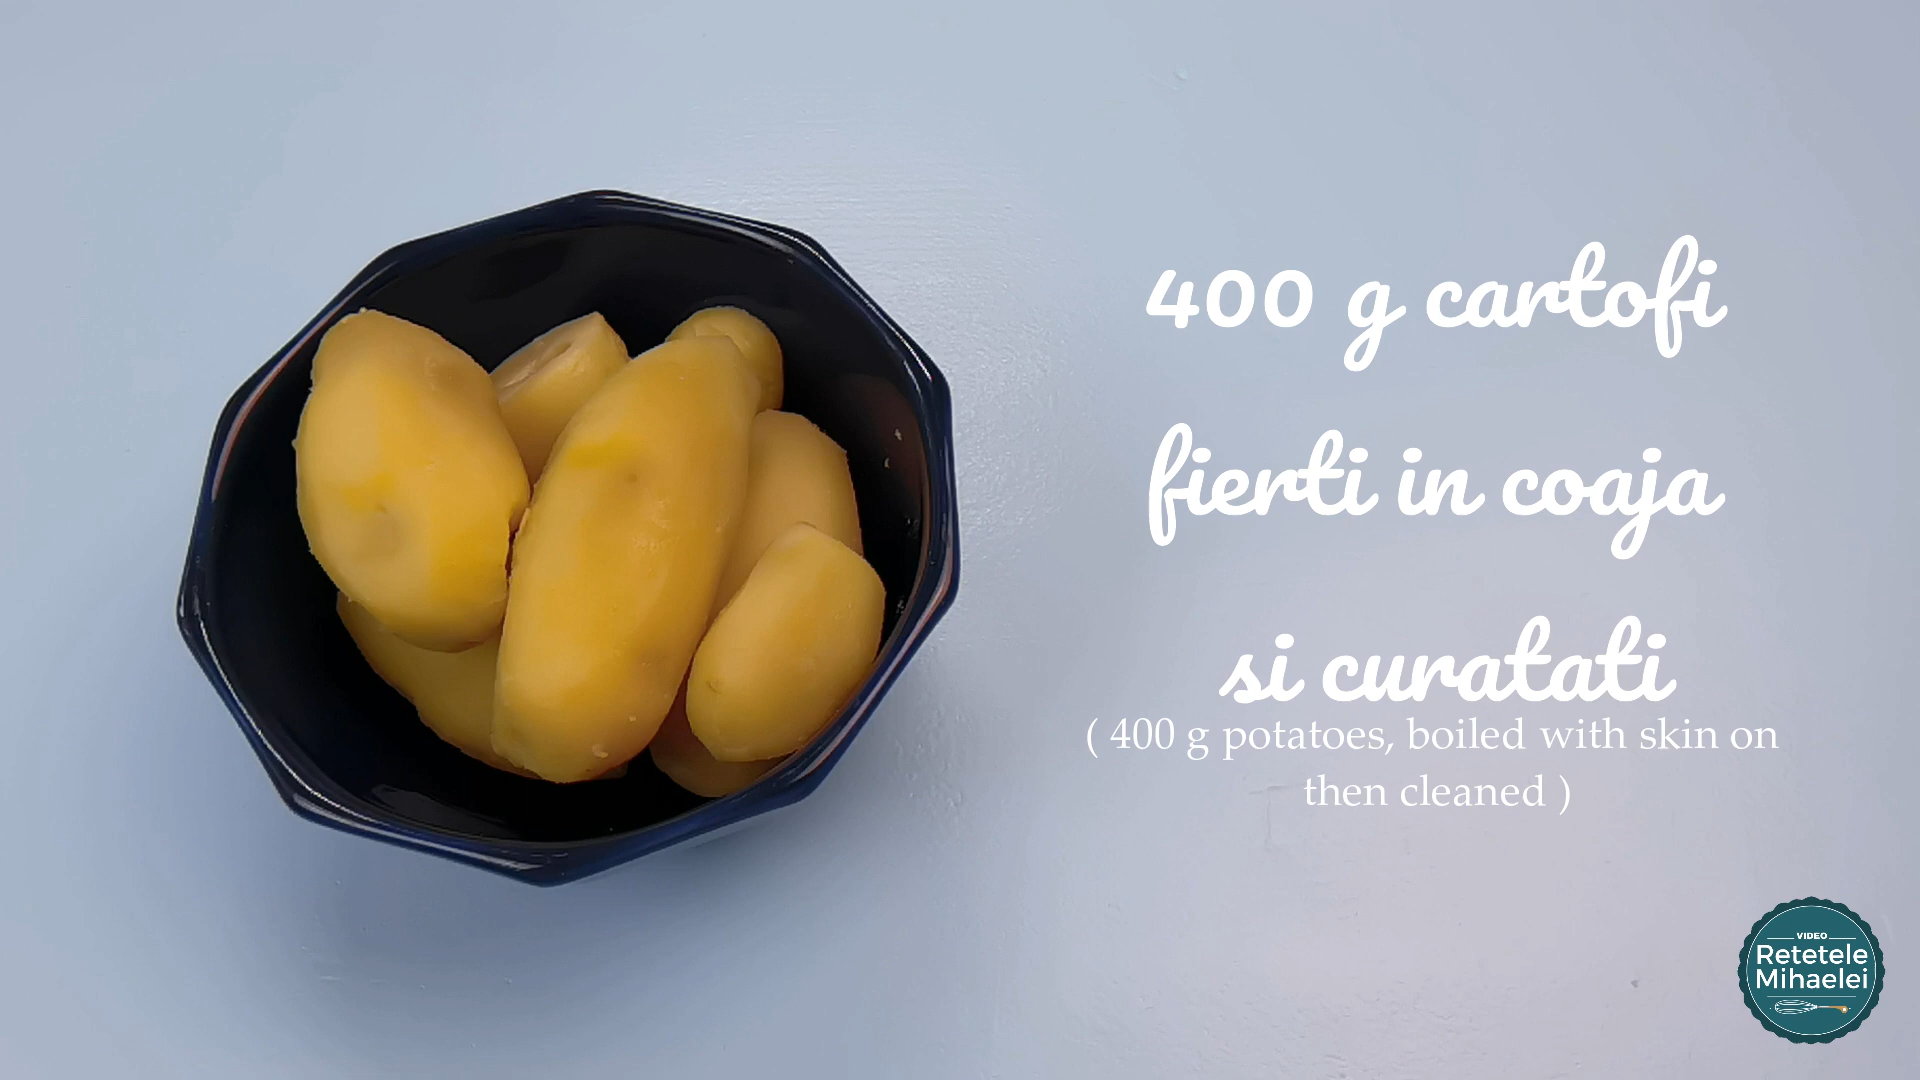 400 g cartofi
fierti in coaja
si curatati
( 400 g potatoes, boiled with skin on
then cleaned )
VIDEO
Retetele
Mihaelei